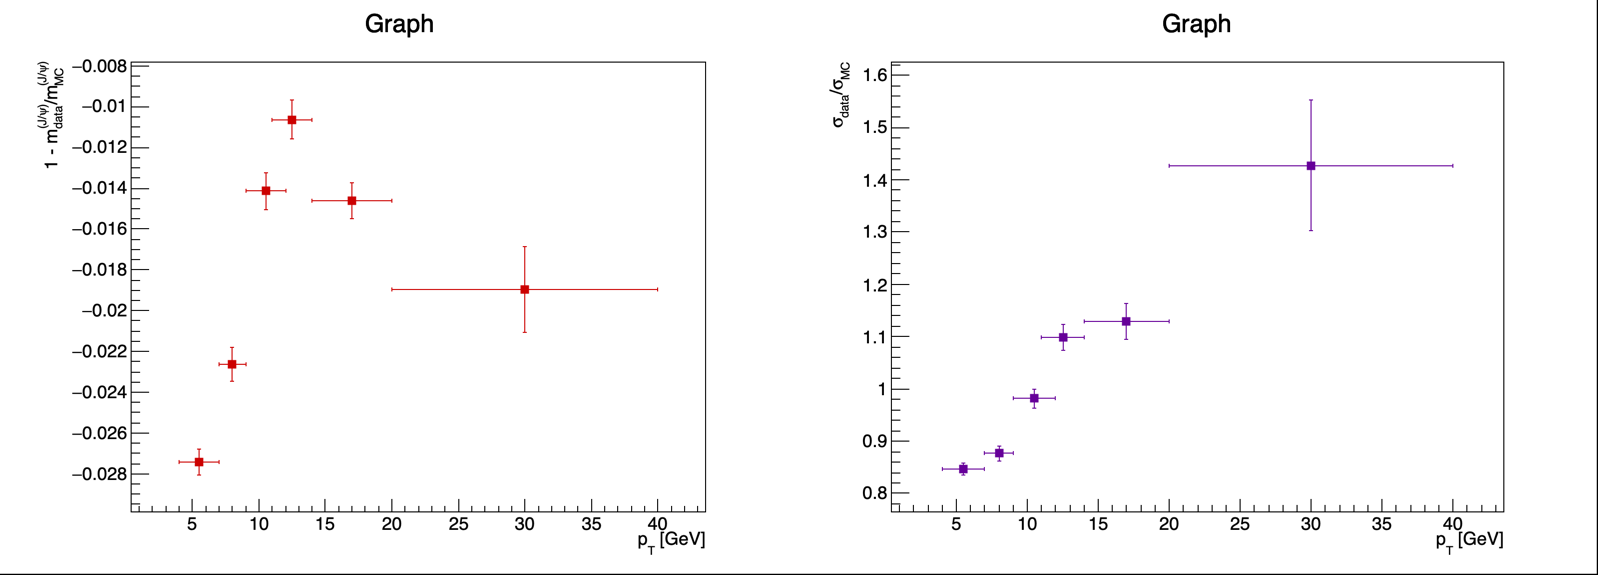 Graph
1 - m_data^(J/ψ)/m_MC^(J/ψ)
−0.008
−0.01
−0.012
−0.014
−0.016
−0.018
−0.02
−0.022
−0.024
−0.026
−0.028
5 10 15 20 25 30 35 40
p_T [GeV]
Graph
σ_data/σ_MC
1.6
1.5
1.4
1.3
1.2
1.1
1
0.9
0.8
5 10 15 20 25 30 35 40
p_T [GeV]